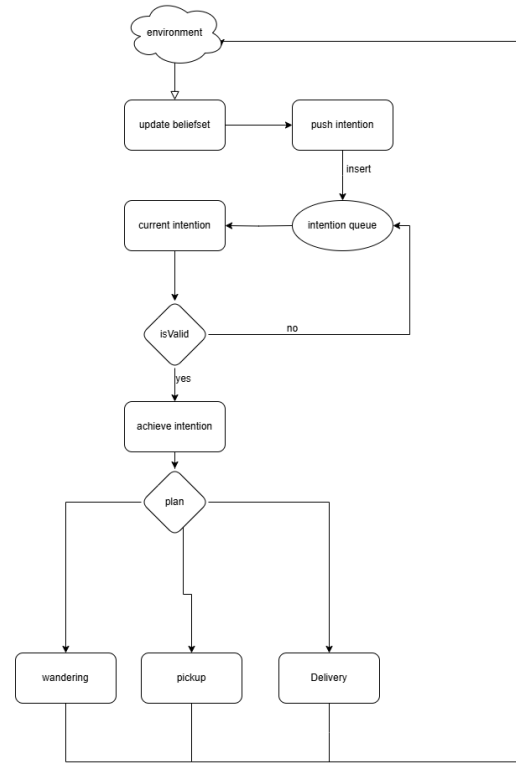 environment
update beliefset
push intention
insert
current intention
intention queue
isValid
no
yes
achieve intention
plan
wandering
pickup
Delivery